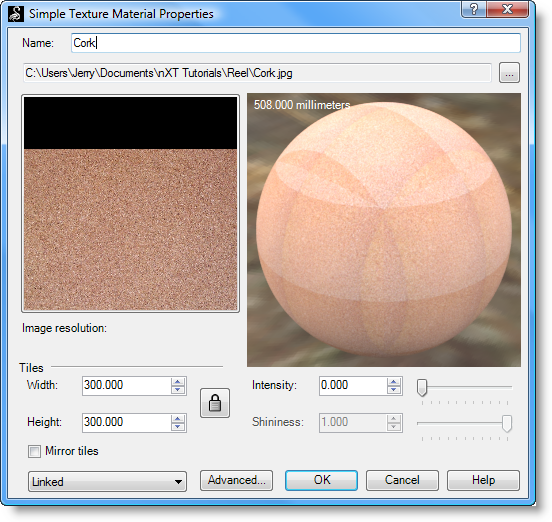 Simple Texture Material Properties
Name: Cork
C:\Users\Jerry\Documents\nXT Tutorials\Reel\Cork.jpg ...
508.000 millimeters
Image resolution:
Tiles
Width: 300.000
Intensity: 0.000
Height: 300.000
Shininess: 1.000
Mirror tiles
Linked
Advanced...
OK
Cancel
Help